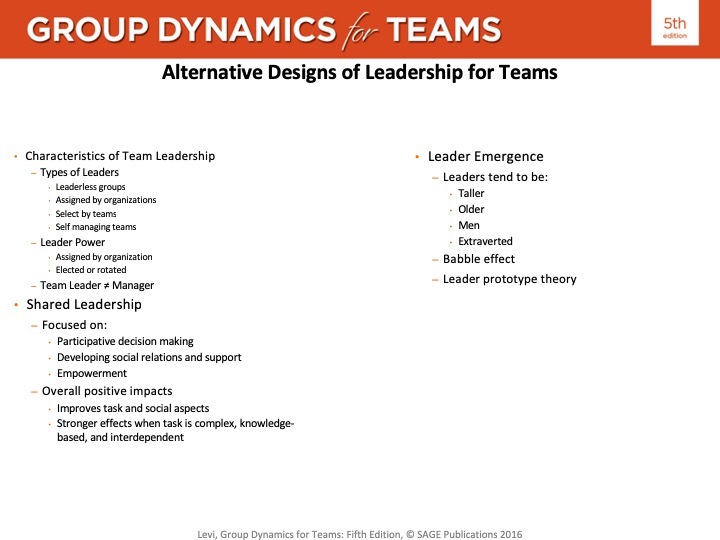 GROUP DYNAMICS for TEAMS
5th
edition
Alternative Designs of Leadership for Teams
• Characteristics of Team Leadership
– Types of Leaders
• Leaderless groups
• Assigned by organizations
• Select by teams
• Self managing teams
– Leader Power
• Assigned by organization
• Elected or rotated
– Team Leader ≠ Manager
• Shared Leadership
– Focused on:
• Participative decision making
• Developing social relations and support
• Empowerment
– Overall positive impacts
• Improves task and social aspects
• Stronger effects when task is complex, knowledge-
based, and interdependent
• Leader Emergence
– Leaders tend to be:
• Taller
• Older
• Men
• Extraverted
– Babble effect
– Leader prototype theory
Levi, Group Dynamics for Teams: Fifth Edition, © SAGE Publications 2016